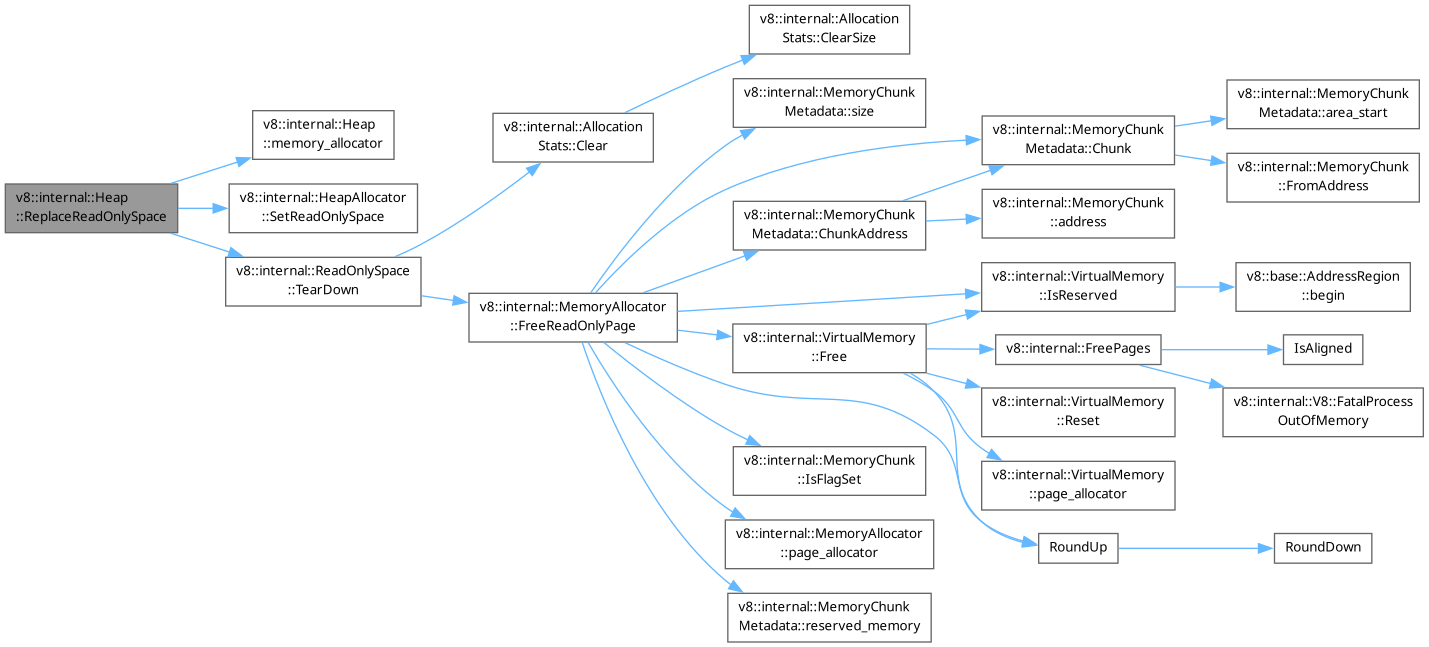 v8::internal::Heap
::ReplaceReadOnlySpace
v8::internal::Heap
::memory_allocator
v8::internal::HeapAllocator
::SetReadOnlySpace
v8::internal::ReadOnlySpace
::TearDown
v8::internal::Allocation
Stats::Clear
v8::internal::MemoryAllocator
::FreeReadOnlyPage
v8::internal::Allocation
Stats::ClearSize
v8::internal::MemoryChunk
Metadata::size
v8::internal::MemoryChunk
Metadata::ChunkAddress
v8::internal::VirtualMemory
::Free
v8::internal::MemoryChunk
::IsFlagSet
v8::internal::MemoryAllocator
::page_allocator
v8::internal::MemoryChunk
Metadata::reserved_memory
v8::internal::MemoryChunk
Metadata::Chunk
v8::internal::MemoryChunk
::address
v8::internal::VirtualMemory
::IsReserved
v8::internal::FreePages
v8::internal::VirtualMemory
::Reset
v8::internal::VirtualMemory
::page_allocator
RoundUp
v8::internal::MemoryChunk
Metadata::area_start
v8::internal::MemoryChunk
::FromAddress
v8::base::AddressRegion
::begin
IsAligned
v8::internal::V8::FatalProcess
OutOfMemory
RoundDown